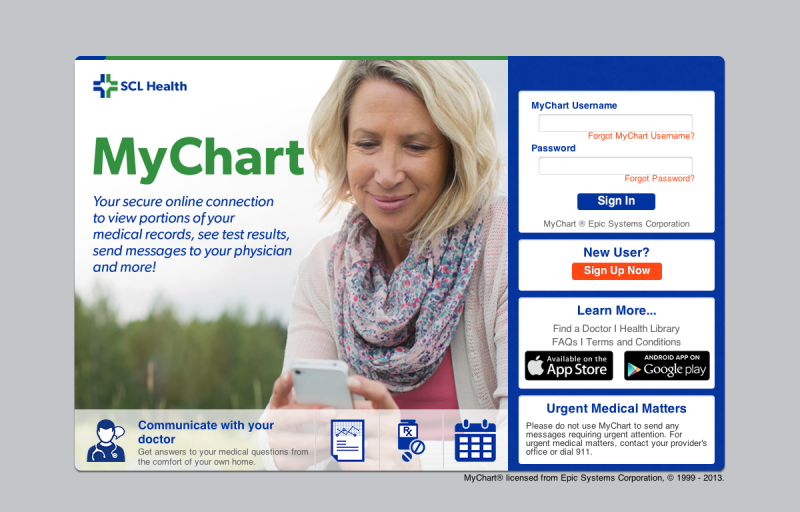 SCL Health
MyChart
Your secure online connection
to view portions of your
medical records, see test results,
send messages to your physician
and more!
Communicate with your
doctor
Get answers to your medical questions from
the comfort of your own home.
Rx
MyChart Username
Forgot MyChart Username?
Password
Forgot Password?
Sign In
MyChart ® Epic Systems Corporation
New User?
Sign Up Now
Learn More...
Find a Doctor I Health Library
FAQs I Terms and Conditions
Available on the
App Store
ANDROID APP ON
Google play
Urgent Medical Matters
Please do not use MyChart to send any
messages requiring urgent attention. For
urgent medical matters, contact your provider's
office or dial 911.
MyChart® licensed from Epic Systems Corporation, © 1999 - 2013.